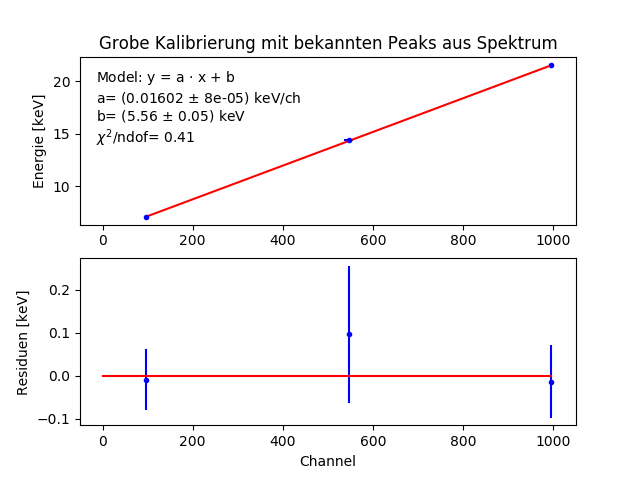 Grobe Kalibrierung mit bekannten Peaks aus Spektrum
Model: y = a · x + b
a= (0.01602 ± 8e-05) keV/ch
b= (5.56 ± 0.05) keV
χ²/ndof= 0.41
Energie [keV]
20
15
10
0 200 400 600 800 1000
Residuen [keV]
0.2
0.1
0.0
−0.1
0 200 400 600 800 1000
Channel